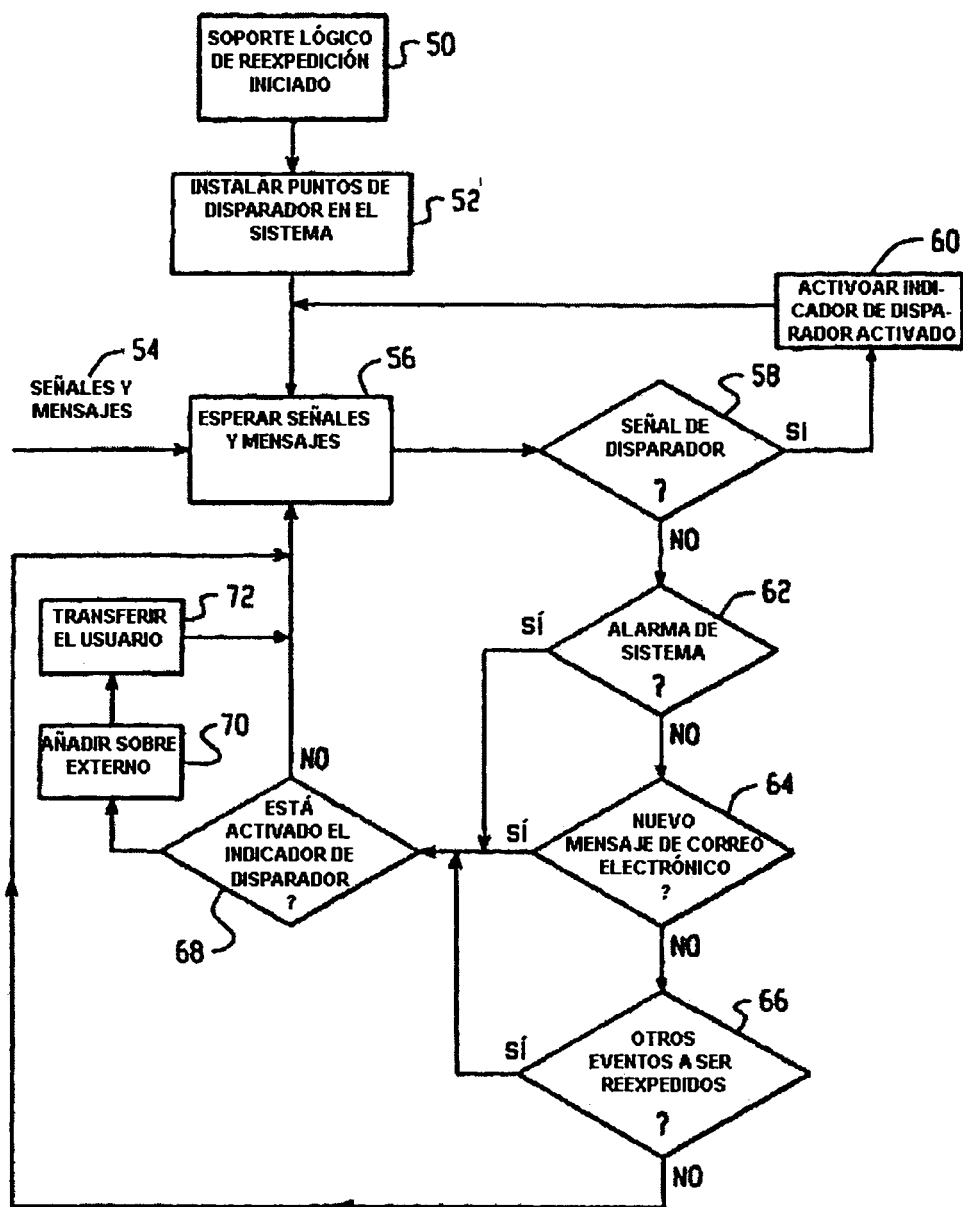 SOPORTE LÓGICO
DE REEXPEDICIÓN
INICIADO
50
INSTALAR PUNTOS DE
DISPARADOR EN EL
SISTEMA
52'
60
ACTIVOAR INDI-
CADOR DE DISPA-
RADOR ACTIVADO
54
SEÑALES Y
MENSAJES
56
ESPERAR SEÑALES
Y MENSAJES
58
SEÑAL DE
DISPARADOR
?
SI
NO
62
ALARMA DE
SISTEMA
?
SÍ
NO
72
TRANSFERIR
EL USUARIO
70
AÑADIR SOBRE
EXTERNO
NO
ESTÁ
ACTIVADO EL
INDICADOR DE
DISPARADOR
?
68
64
NUEVO
MENSAJE DE CORREO
ELECTRÓNICO
?
SÍ
NO
66
OTROS
EVENTOS A SER
REEXPEDIDOS
?
SÍ
NO